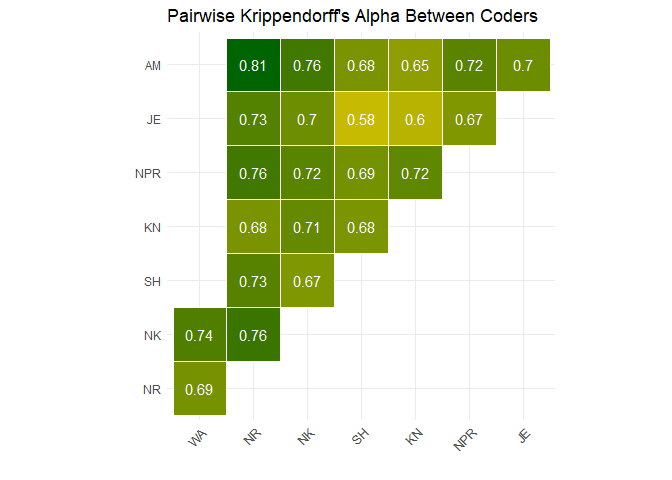 Pairwise Krippendorff's Alpha Between Coders
AM 0.81 0.76 0.68 0.65 0.72 0.7
JE 0.73 0.7 0.58 0.6 0.67
NPR 0.76 0.72 0.69 0.72
KN 0.68 0.71 0.68
SH 0.73 0.67
NK 0.74 0.76
NR 0.69
WA NR NK SH KN NPR JE